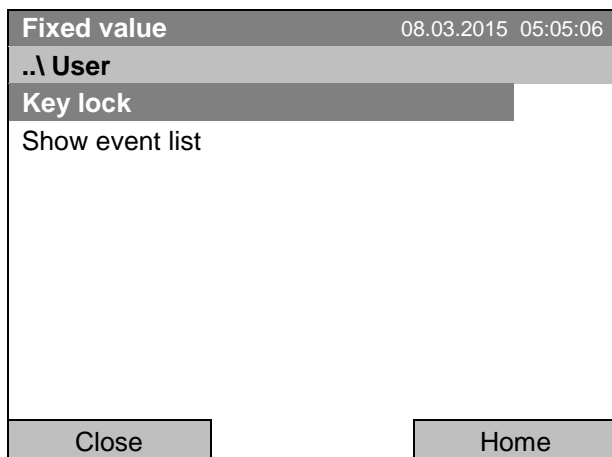 Fixed value 08.03.2015 05:05:06
..\ User
Key lock
Show event list
Close Home